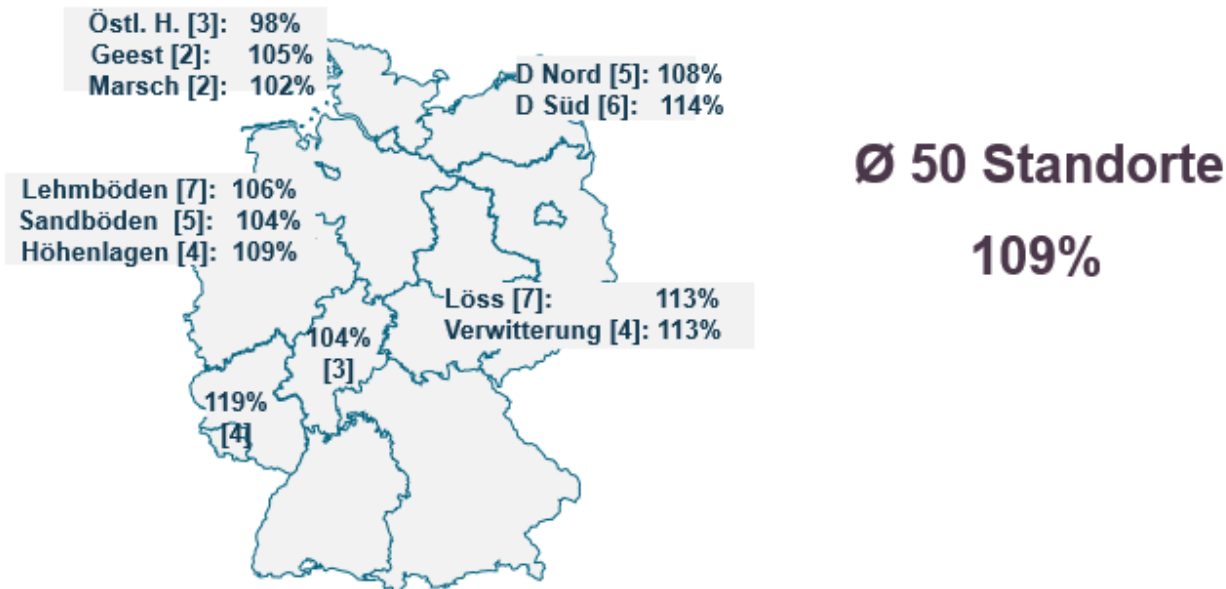 Östl. H. [3]: 98%
Geest [2]: 105%
Marsch [2]: 102%
D Nord [5]: 108%
D Süd [6]: 114%
Ø 50 Standorte
109%
Lehmböden [7]: 106%
Sandböden [5]: 104%
Höhenlagen [4]: 109%
Löss [7]: 113%
Verwitterung [4]: 113%
104%
[3]
119%
[4]